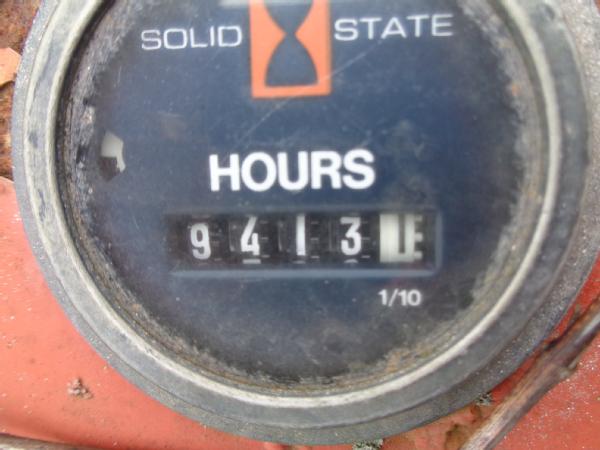 SOLID STATE
HOURS
9413
1/10